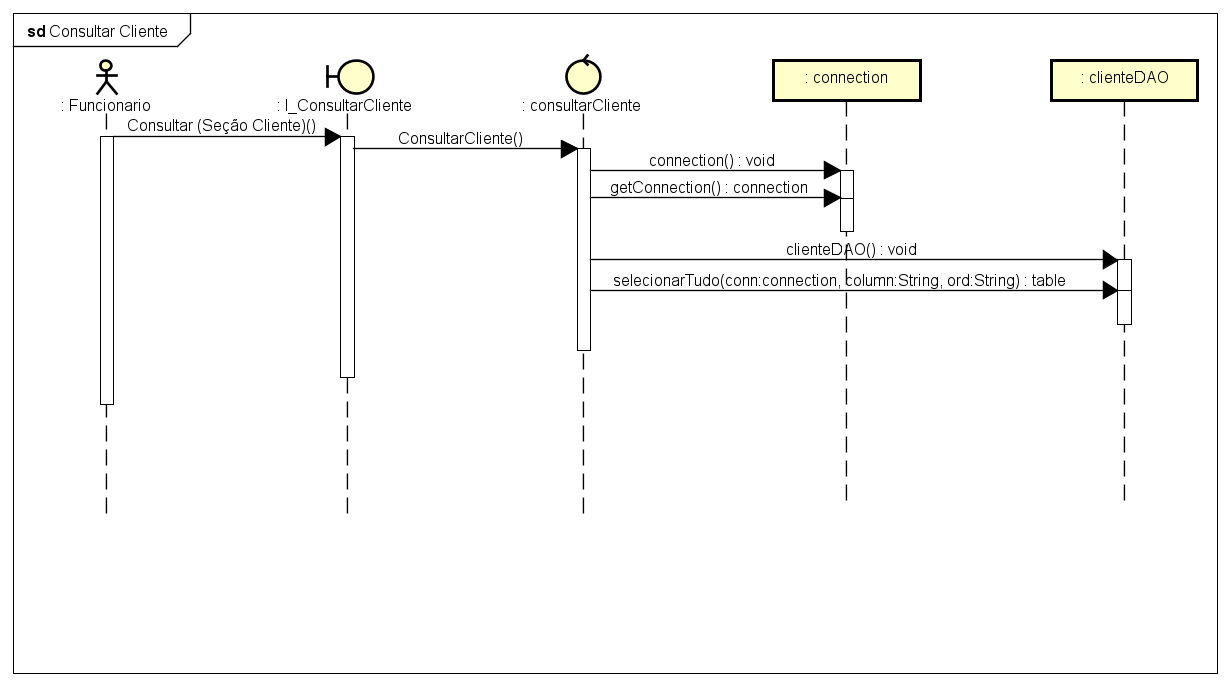 sd Consultar Cliente
: Funcionario
: I_ConsultarCliente
: consultarCliente
: connection
: clienteDAO
Consultar (Seção Cliente)()
ConsultarCliente()
connection() : void
getConnection() : connection
clienteDAO() : void
selecionarTudo(conn:connection, column:String, ord:String) : table